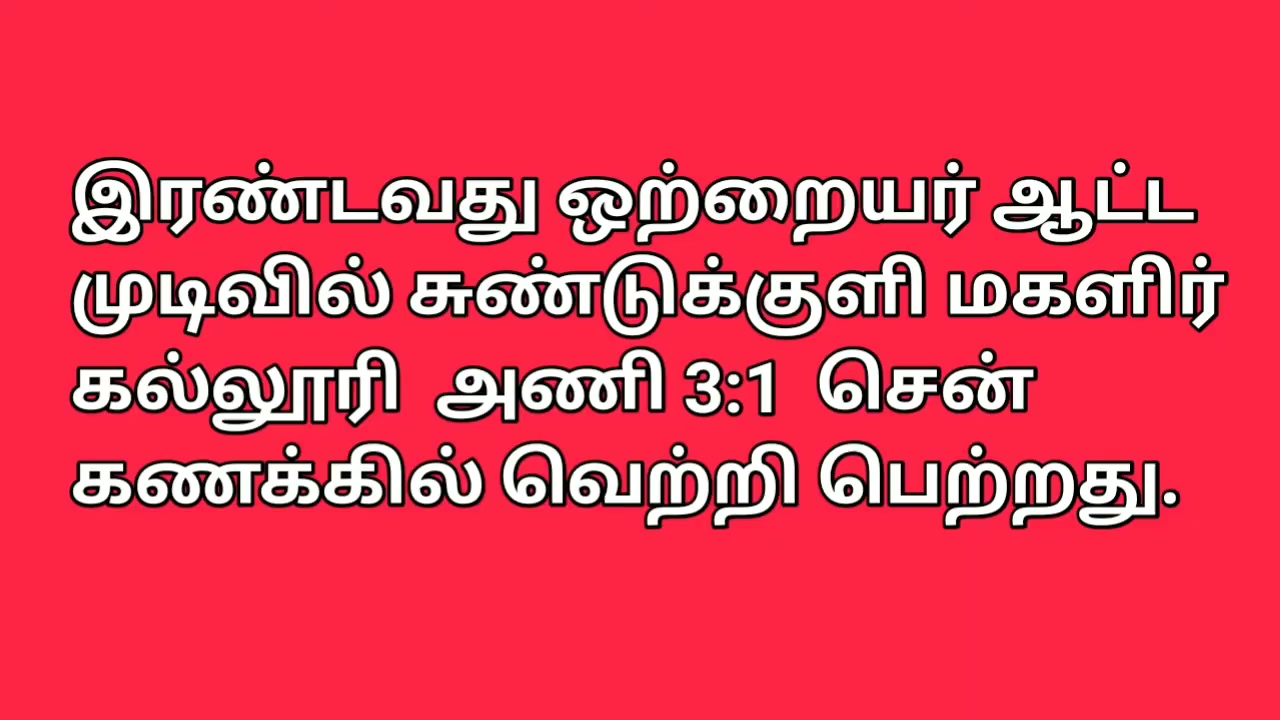 இரண்டவது ஒற்றையர் ஆட்ட
முடிவில் சுண்டுக்குளி மகளிர்
கல்லூரி அணி 3:1 சென்
கணக்கில் வெற்றி பெற்றது.